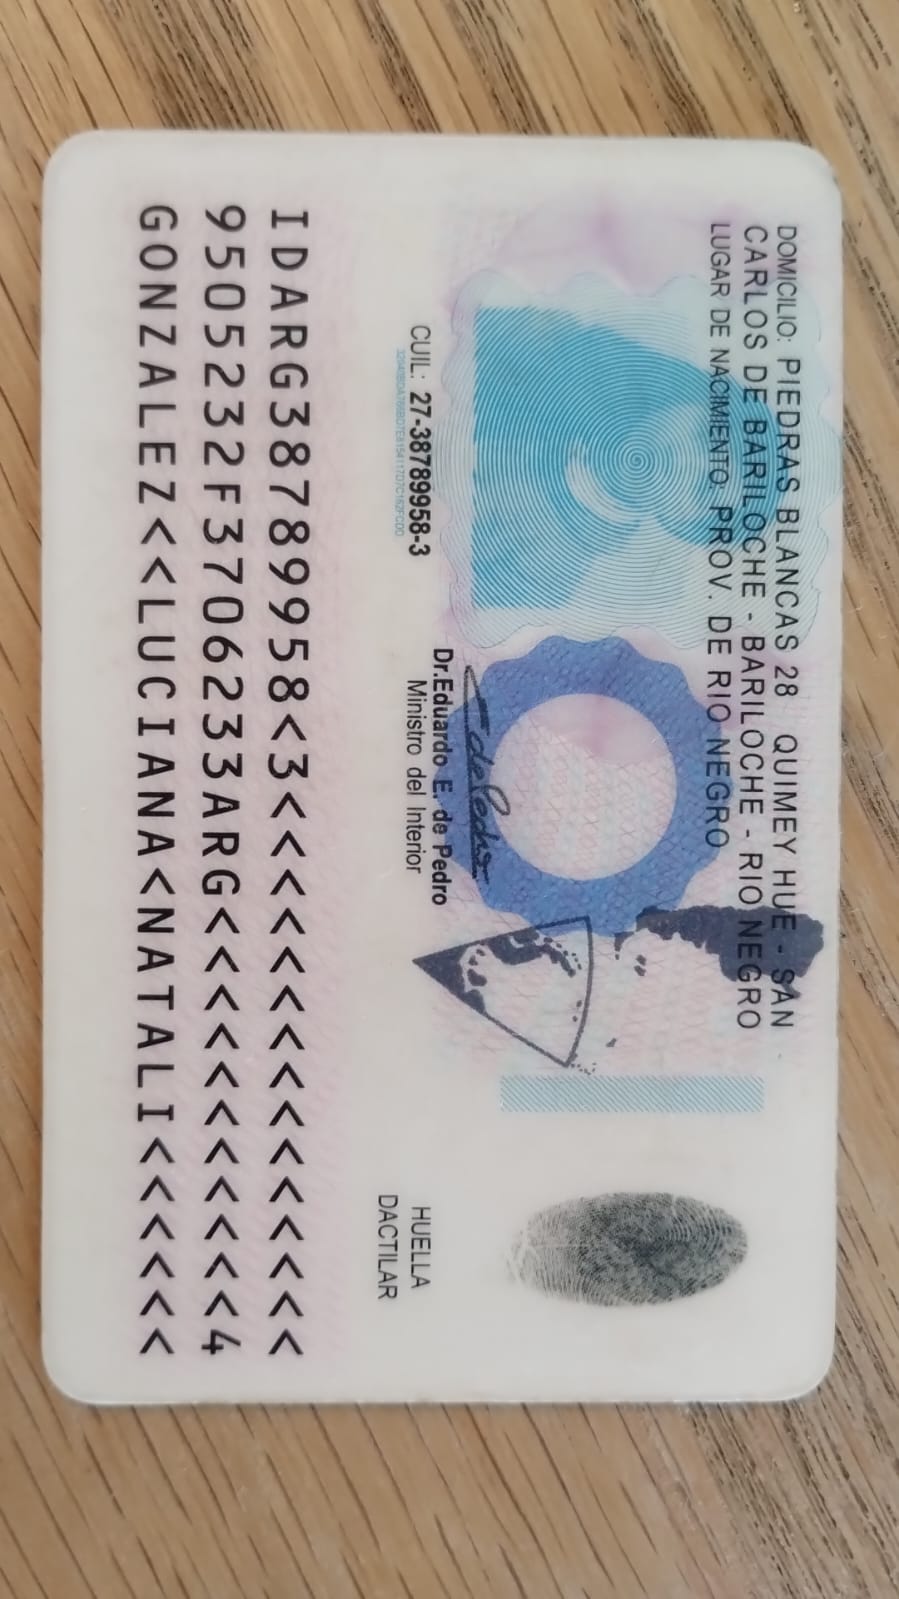 DOMICILIO: PIEDRAS BLANCAS 28 QUIMEY HUE - SAN
CARLOS DE BARILOCHE - BARILOCHE - RIO NEGRO
LUGAR DE NACIMIENTO: PROV. DE RIO NEGRO
CUIL: 27-38789958-3
Dr.Eduardo E. de Pedro
Ministro del Interior
HUELLA
DACTILAR
IDARG38789958<3<<<<<<<<<<<<<<<
9505232F3706233ARG<<<<<<<<<<<4
GONZALEZ<<LUCIANA<NATALI<<<<<<